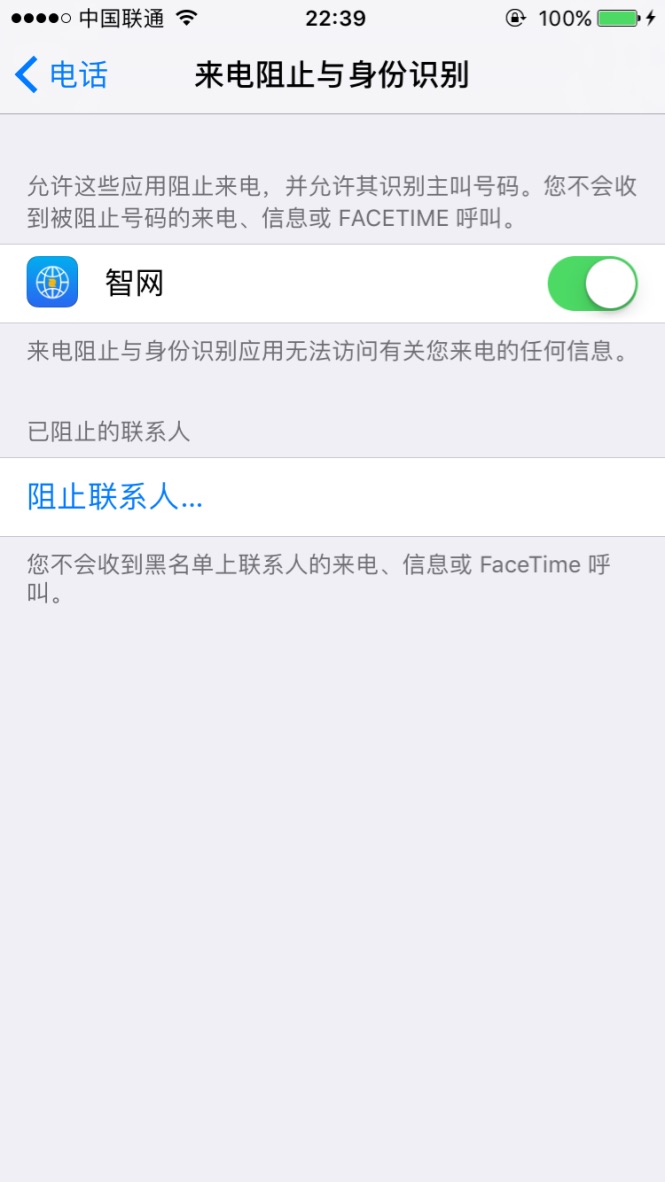 中国联通
22:39
100%
电话
来电阻止与身份识别
允许这些应用阻止来电，并允许其识别主叫号码。您不会收
到被阻止号码的来电、信息或 FACETIME 呼叫。
智网
来电阻止与身份识别应用无法访问有关您来电的任何信息。
已阻止的联系人
阻止联系人...
您不会收到黑名单上联系人的来电、信息或 FaceTime 呼
叫。